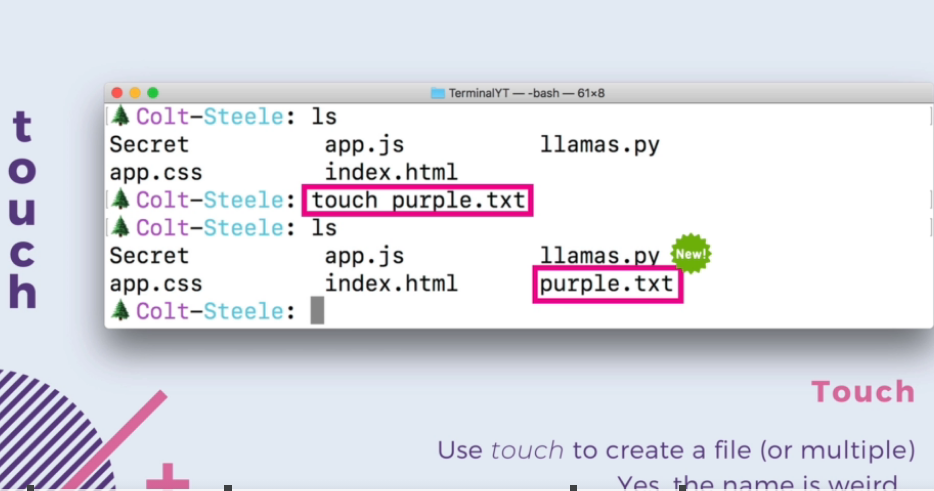 touch
TerminalYT — -bash — 61×8
Colt-Steele: ls
Secret app.js llamas.py
app.css index.html
Colt-Steele: touch purple.txt
Colt-Steele: ls
Secret app.js llamas.py New!
app.css index.html purple.txt
Colt-Steele:
Touch
Use touch to create a file (or multiple)
Yes, the name is weird.